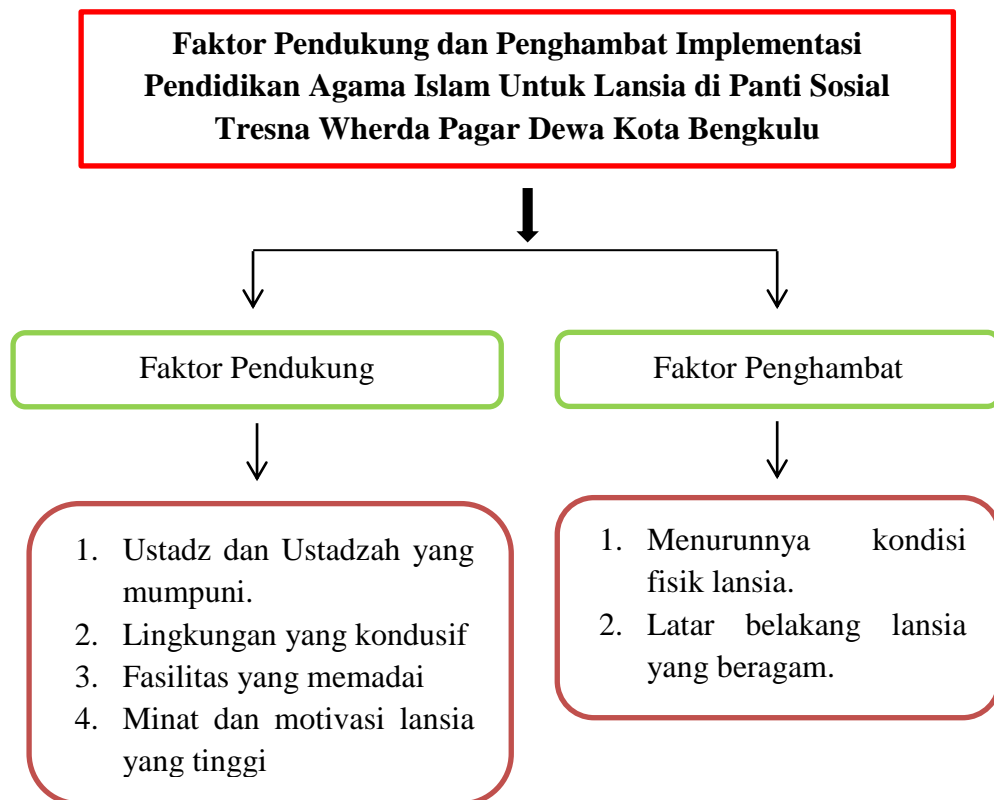 Faktor Pendukung dan Penghambat Implementasi
Pendidikan Agama Islam Untuk Lansia di Panti Sosial
Tresna Wherda Pagar Dewa Kota Bengkulu
Faktor Pendukung
Faktor Penghambat
1. Ustadz dan Ustadzah yang
mumpuni.
2. Lingkungan yang kondusif
3. Fasilitas yang memadai
4. Minat dan motivasi lansia
yang tinggi
1. Menurunnya kondisi
fisik lansia.
2. Latar belakang lansia
yang beragam.